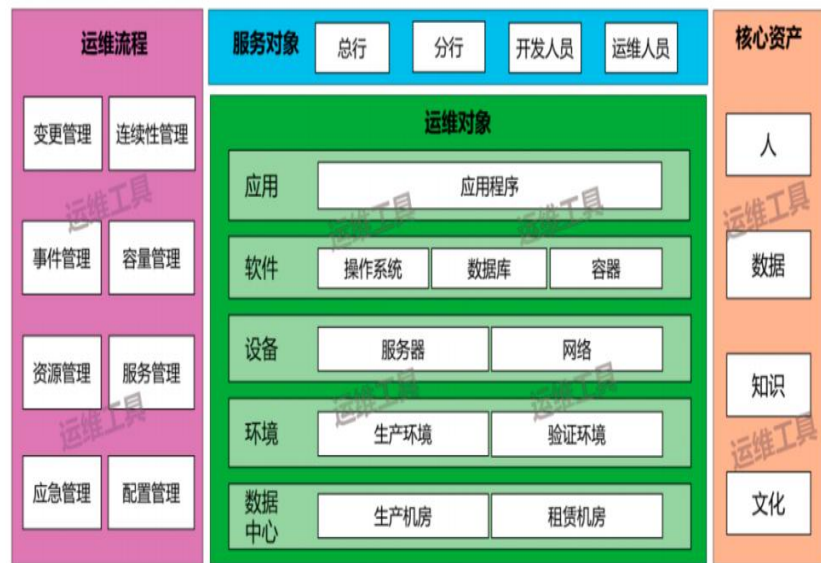 运维流程
变更管理 连续性管理
事件管理 容量管理
资源管理 服务管理
应急管理 配置管理
服务对象 总行 分行 开发人员 运维人员
运维对象
应用 应用程序
软件 操作系统 数据库 容器
设备 服务器 网络
环境 生产环境 验证环境
数据
中心 生产机房 租赁机房
核心资产
人
数据
知识
文化
运维工具
运维工具
运维工具
运维工具
运维工具
运维工具
运维工具
运维工具